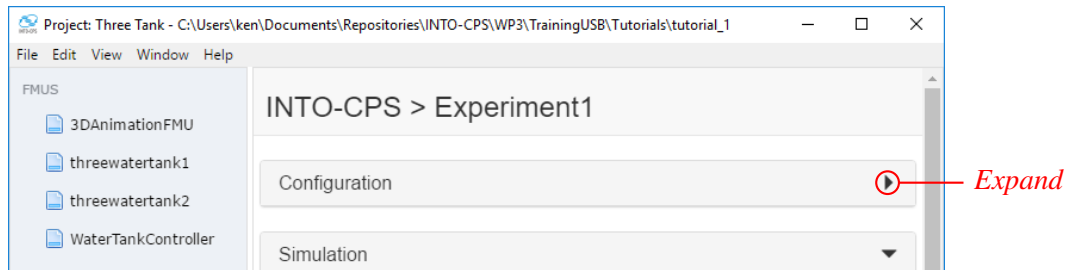 Project: Three Tank - C:\Users\ken\Documents\Repositories\INTO-CPS\WP3\TrainingUSB\Tutorials\tutorial_1
File Edit View Window Help
FMUS
3DAnimationFMU
threewatertank1
threewatertank2
WaterTankController
INTO-CPS > Experiment1
Configuration
Expand
Simulation